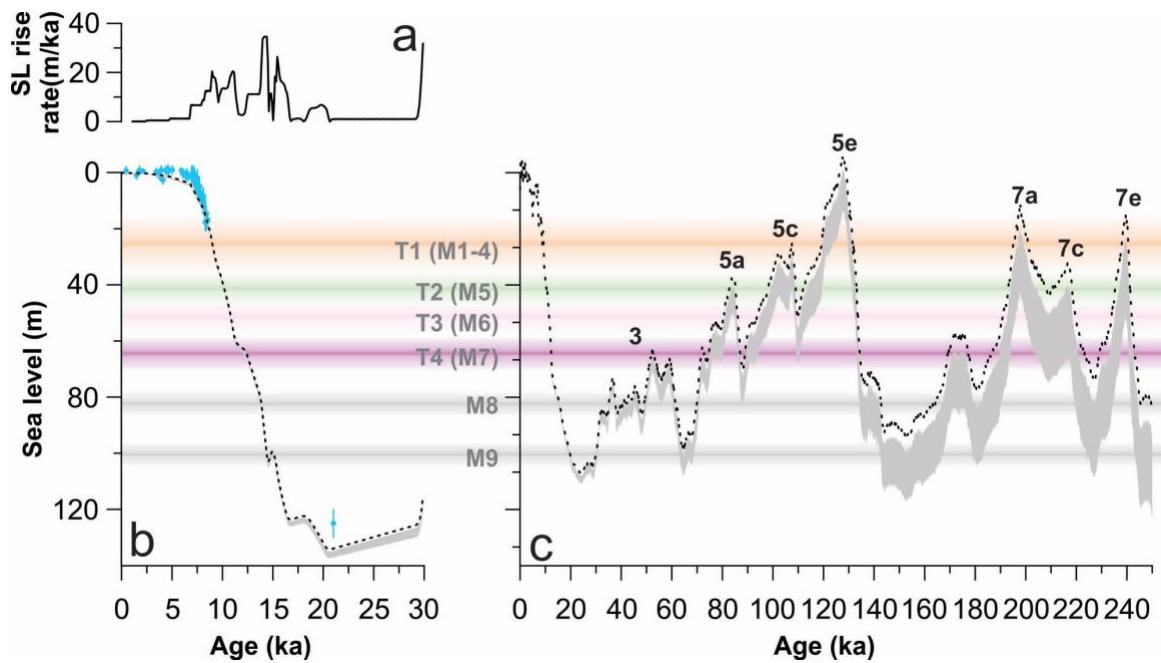 SL rise
rate(m/ka)
40
20
0
a
0
40
80
120
Sea level (m)
T1 (M1-4)
T2 (M5)
T3 (M6)
T4 (M7)
M8
M9
3
5a
5c
5e
7a
7c
7e
b
c
0 5 10 15 20 25 30
Age (ka)
0 20 40 60 80 100 120 140 160 180 200 220 240
Age (ka)